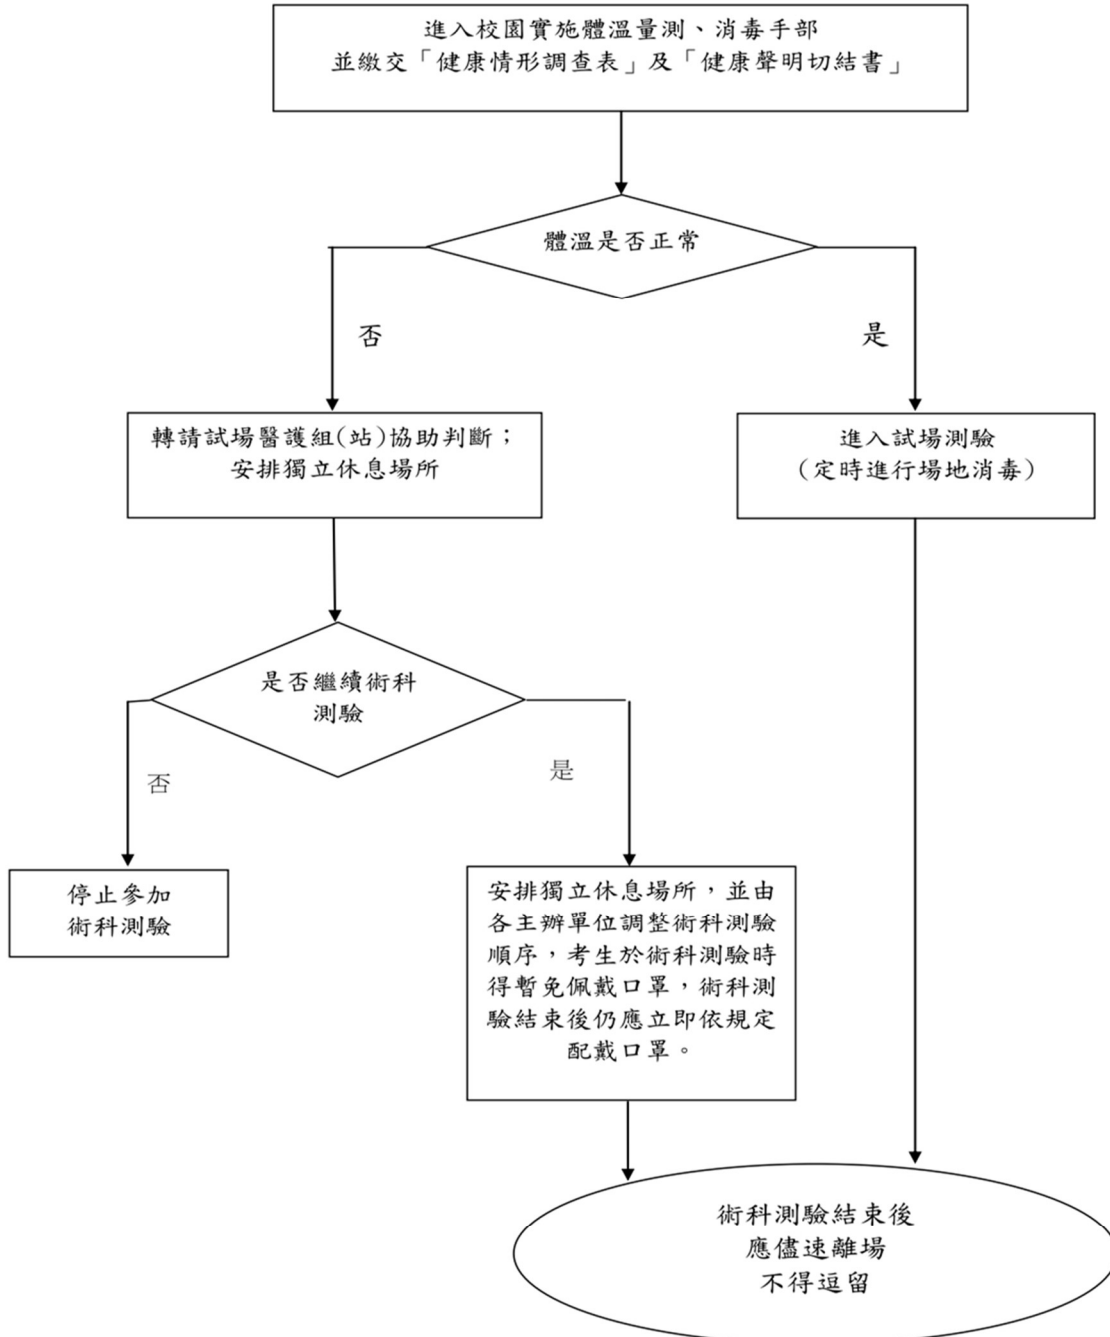 進入校園實施體溫量測、消毒手部
並繳交「健康情形調查表」及「健康聲明切結書」
體溫是否正常
否
是
轉請試場醫護組(站)協助判斷；
安排獨立休息場所
進入試場測驗
(定時進行場地消毒)
是否繼續術科
測驗
否
是
停止參加
術科測驗
安排獨立休息場所，並由
各主辦單位調整術科測驗
順序，考生於術科測驗時
得暫免佩戴口罩，術科測
驗結束後仍應立即依規定
配戴口罩。
術科測驗結束後
應儘速離場
不得逗留